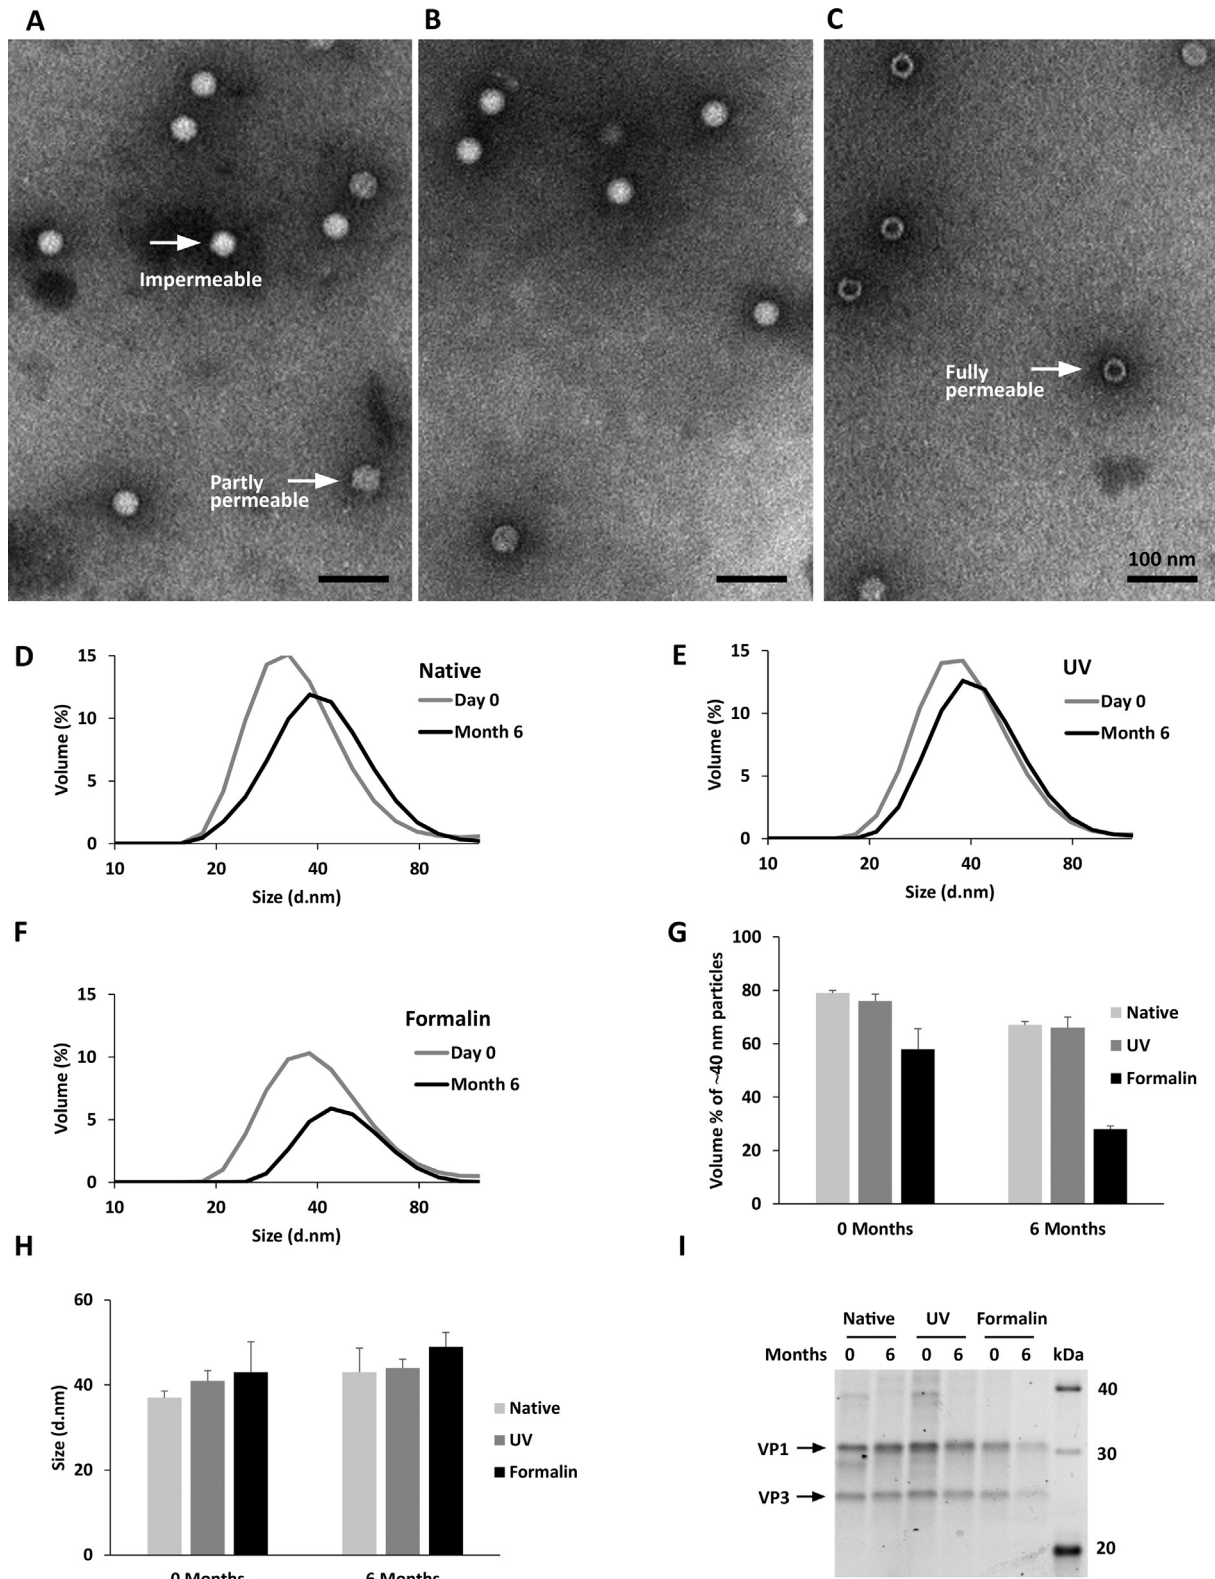 A
B
C
Impermeable
Partly
permeable
Fully
permeable
100 nm
D
Native
Day 0
Month 6
Volume (%)
15
10
5
0
10
20
40
80
Size (d.nm)
E
UV
Day 0
Month 6
Volume (%)
15
10
5
0
10
20
40
80
Size (d.nm)
F
Formalin
Day 0
Month 6
Volume (%)
15
10
5
0
10
20
40
80
Size (d.nm)
G
Volume % of ~40 nm particles
100
80
60
40
20
0
0 Months
6 Months
Native
UV
Formalin
H
Size (d.nm)
60
40
20
0
0 Months
6 Months
Native
UV
Formalin
I
Native UV Formalin
Months 0 6 0 6 0 6 kDa
40
VP1
30
VP3
20